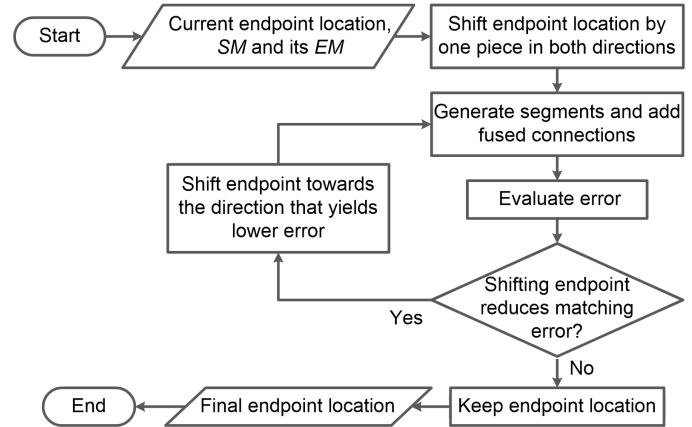 Start
Current endpoint location,
SM and its EM
Shift endpoint location by
one piece in both directions
Generate segments and add
fused connections
Shift endpoint towards
the direction that yields
lower error
Evaluate error
Shifting endpoint
reduces matching
error?
Yes
No
End
Final endpoint location
Keep endpoint location